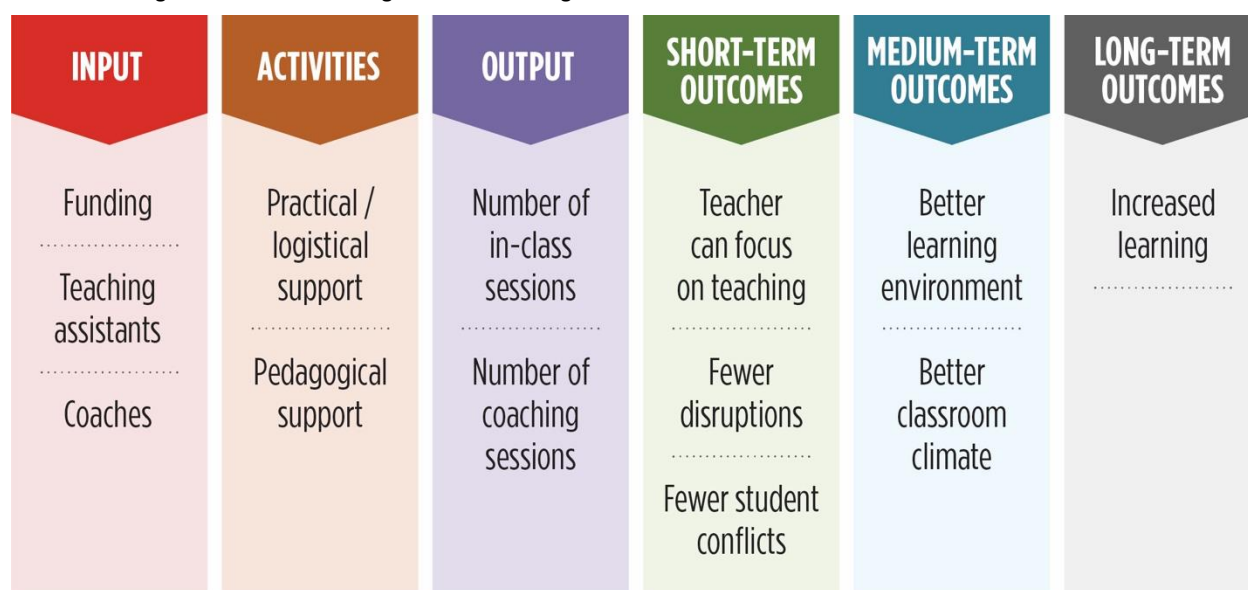 INPUT
Funding
Teaching
assistants
Coaches
ACTIVITIES
Practical /
logistical
support
Pedagogical
support
OUTPUT
Number of
in-class
sessions
Number of
coaching
sessions
SHORT-TERM
OUTCOMES
Teacher
can focus
on teaching
Fewer
disruptions
Fewer student
conflicts
MEDIUM-TERM
OUTCOMES
Better
learning
environment
Better
classroom
climate
LONG-TERM
OUTCOMES
Increased
learning